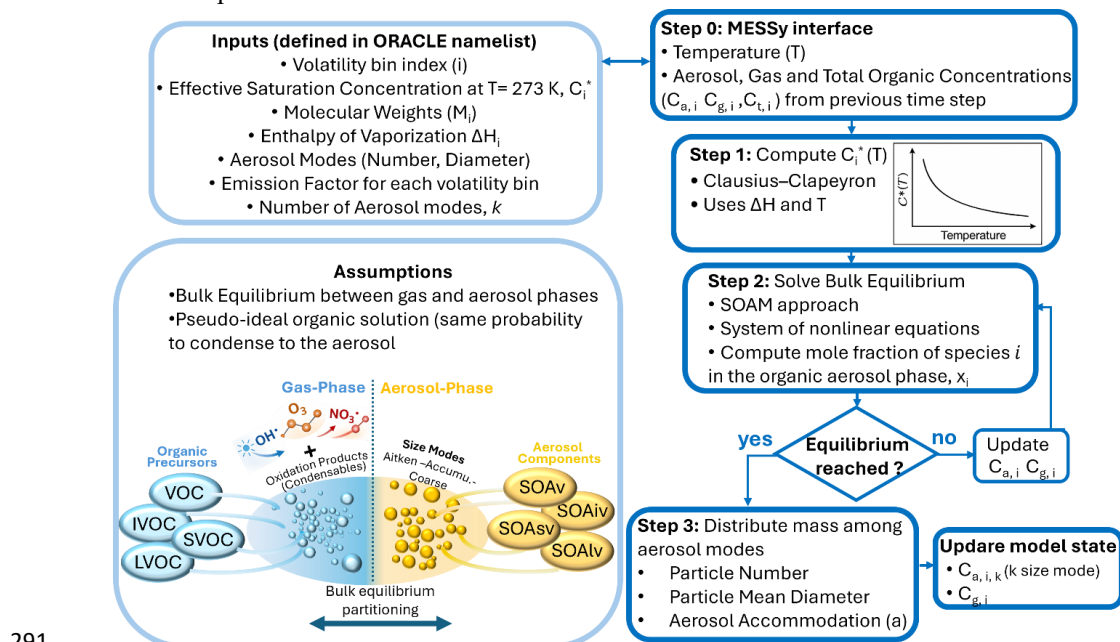 Inputs (defined in ORACLE namelist)
• Volatility bin index (i)
• Effective Saturation Concentration at T= 273 K, Cᵢ*
• Molecular Weights (Mᵢ)
• Enthalpy of Vaporization ΔHᵢ
• Aerosol Modes (Number, Diameter)
• Emission Factor for each volatility bin
• Number of Aerosol modes, k
Step 0: MESSy interface
• Temperature (T)
• Aerosol, Gas and Total Organic Concentrations
(Ca, i Cg, i ,Ct, i ) from previous time step
Step 1: Compute Cᵢ*(T)
• Clausius–Clapeyron
• Uses ΔH and T
C*(T)
Temperature
Step 2: Solve Bulk Equilibrium
• SOAM approach
• System of nonlinear equations
• Compute mole fraction of species i
in the organic aerosol phase, xᵢ
yes
Equilibrium
reached ?
no
Update
Ca, i Cg, i
Step 3: Distribute mass among
aerosol modes
• Particle Number
• Particle Mean Diameter
• Aerosol Accommodation (a)
Updare model state
• Ca, i, k (k size mode)
• Cg, i
Assumptions
•Bulk Equilibrium between gas and aerosol phases
•Pseudo-ideal organic solution (same probability
to condense to the aerosol
Gas-Phase
Aerosol-Phase
OH·
O₃
NO₃·
+
Oxidation Products
(Condensables)
Size Modes
Aitken –Accumu.-
Coarse
Organic
Precursors
VOC
IVOC
SVOC
LVOC
Aerosol
Components
SOAv
SOAiv
SOAsv
SOAlv
Bulk equilibrium
partitioning
291